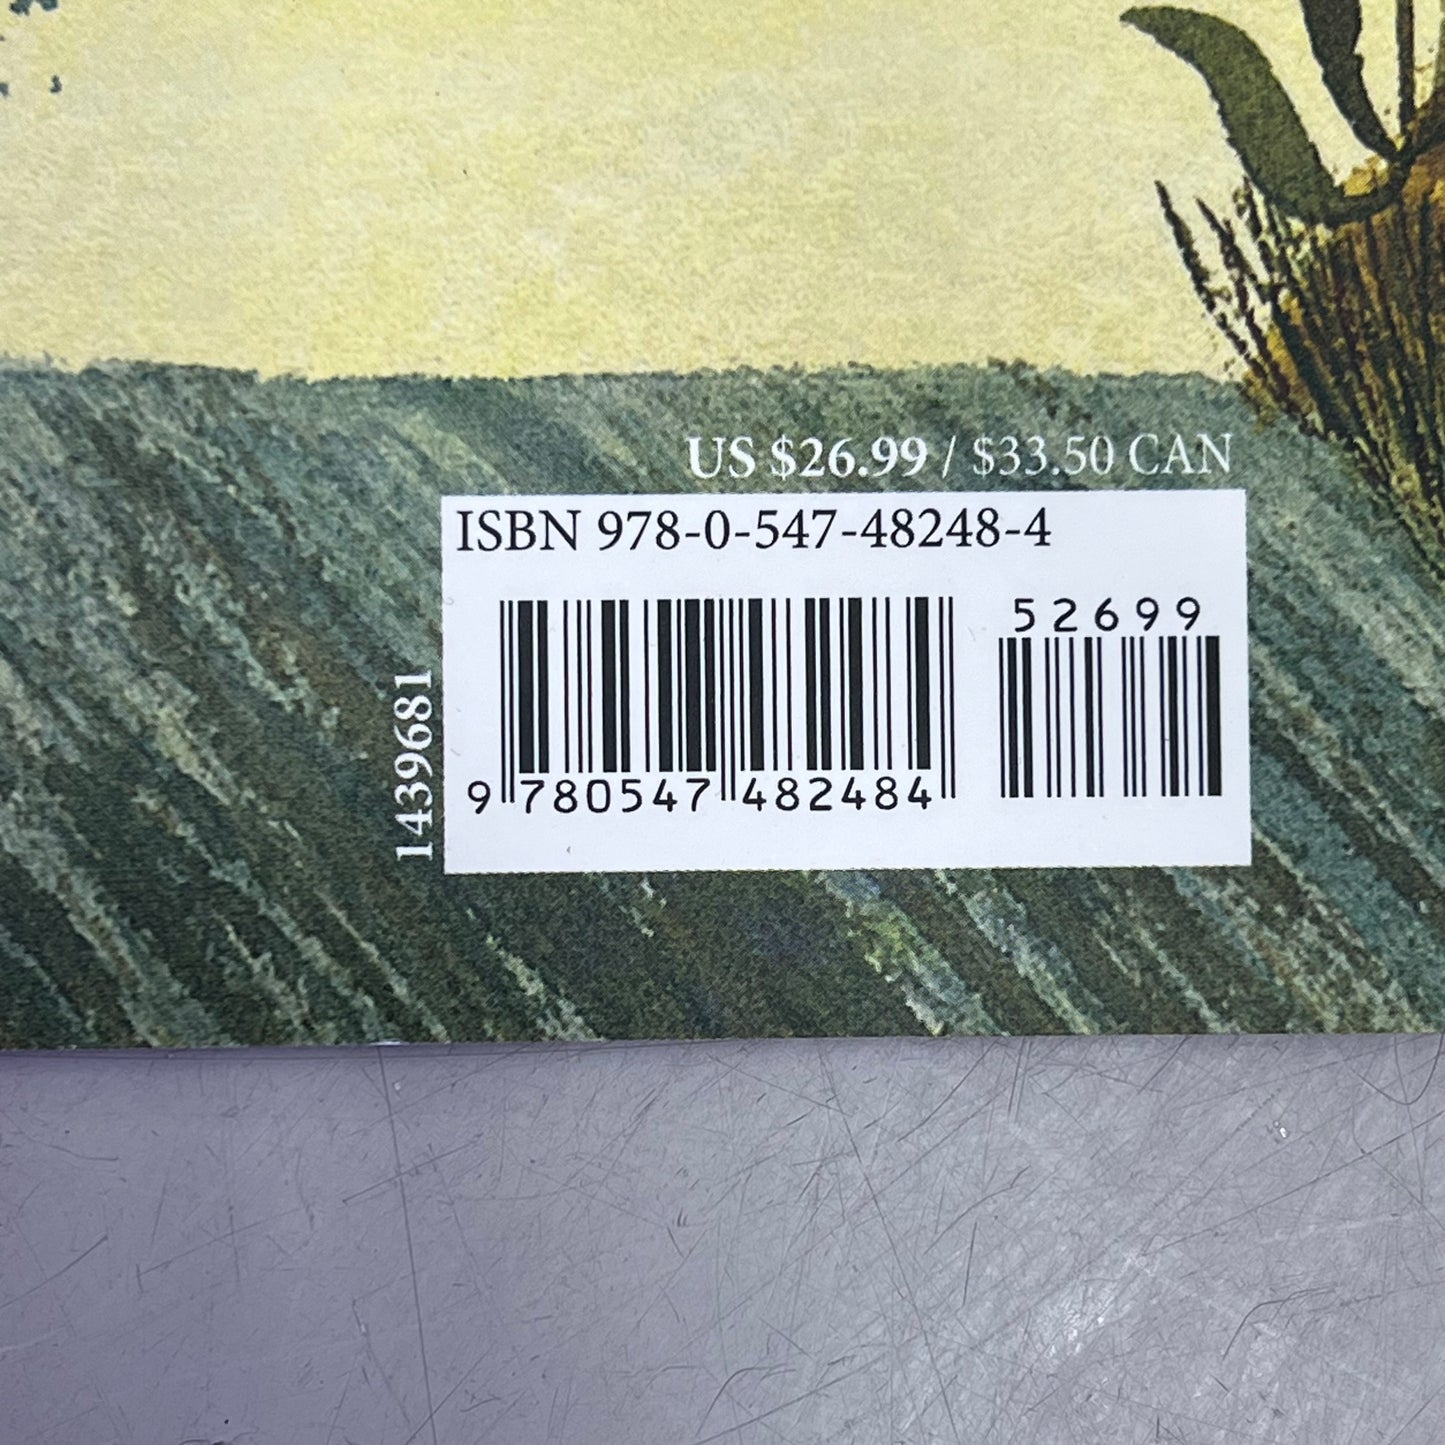 US $26.99 / $33.50 CAN
ISBN 978-0-547-48248-4
52699
9 780547 482484
1439681